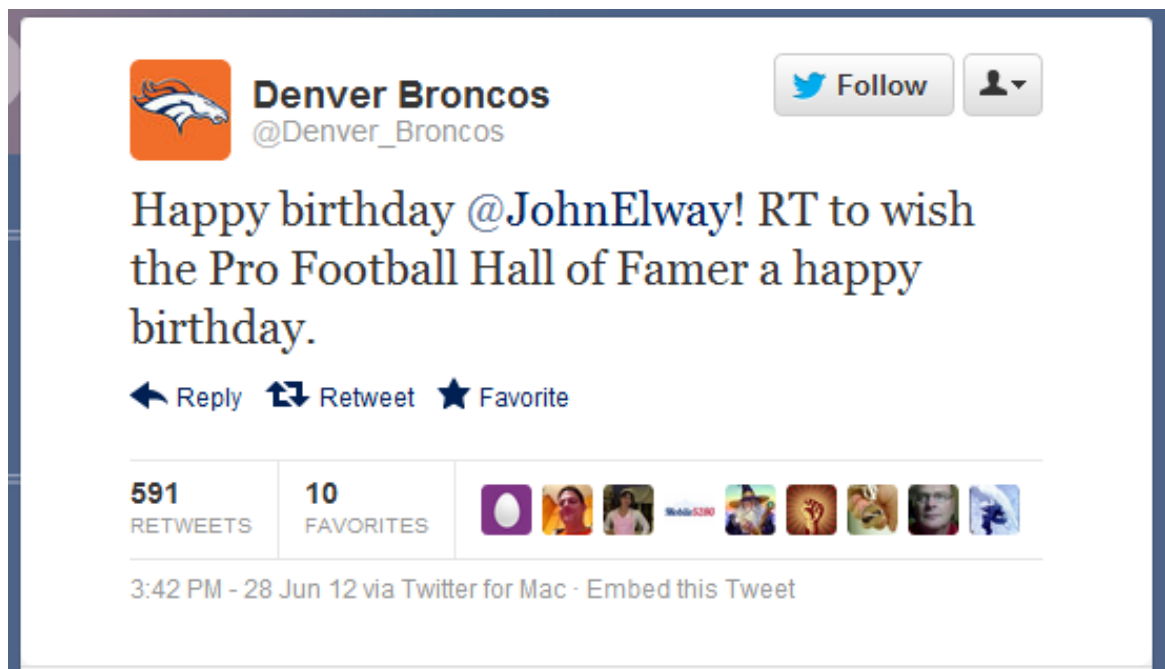 Denver Broncos
Follow
@Denver_Broncos
Happy birthday @JohnElway! RT to wish
the Pro Football Hall of Famer a happy
birthday.
Reply Retweet Favorite
591 10
RETWEETS FAVORITES
Mobile5280
3:42 PM - 28 Jun 12 via Twitter for Mac · Embed this Tweet